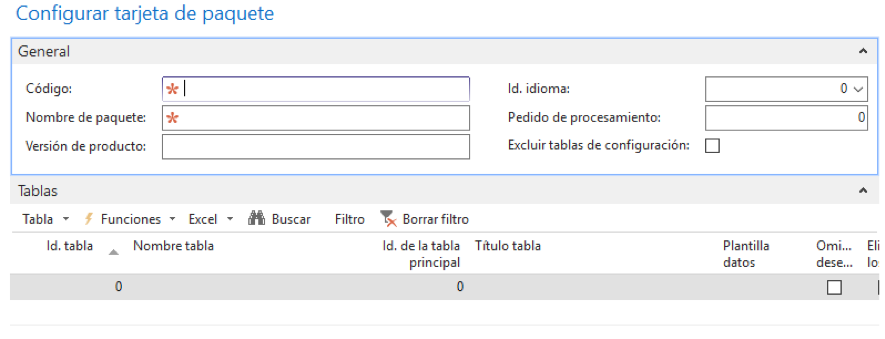 Configurar tarjeta de paquete
General
Código: * Id. idioma: 0
Nombre de paquete: * Pedido de procesamiento: 0
Versión de producto: Excluir tablas de configuración:
Tablas
Tabla Funciones Excel Buscar Filtro Borrar filtro
Id. tabla Nombre tabla Id. de la tabla principal Título tabla Plantilla datos Omi... dese... Eli lo
0 0